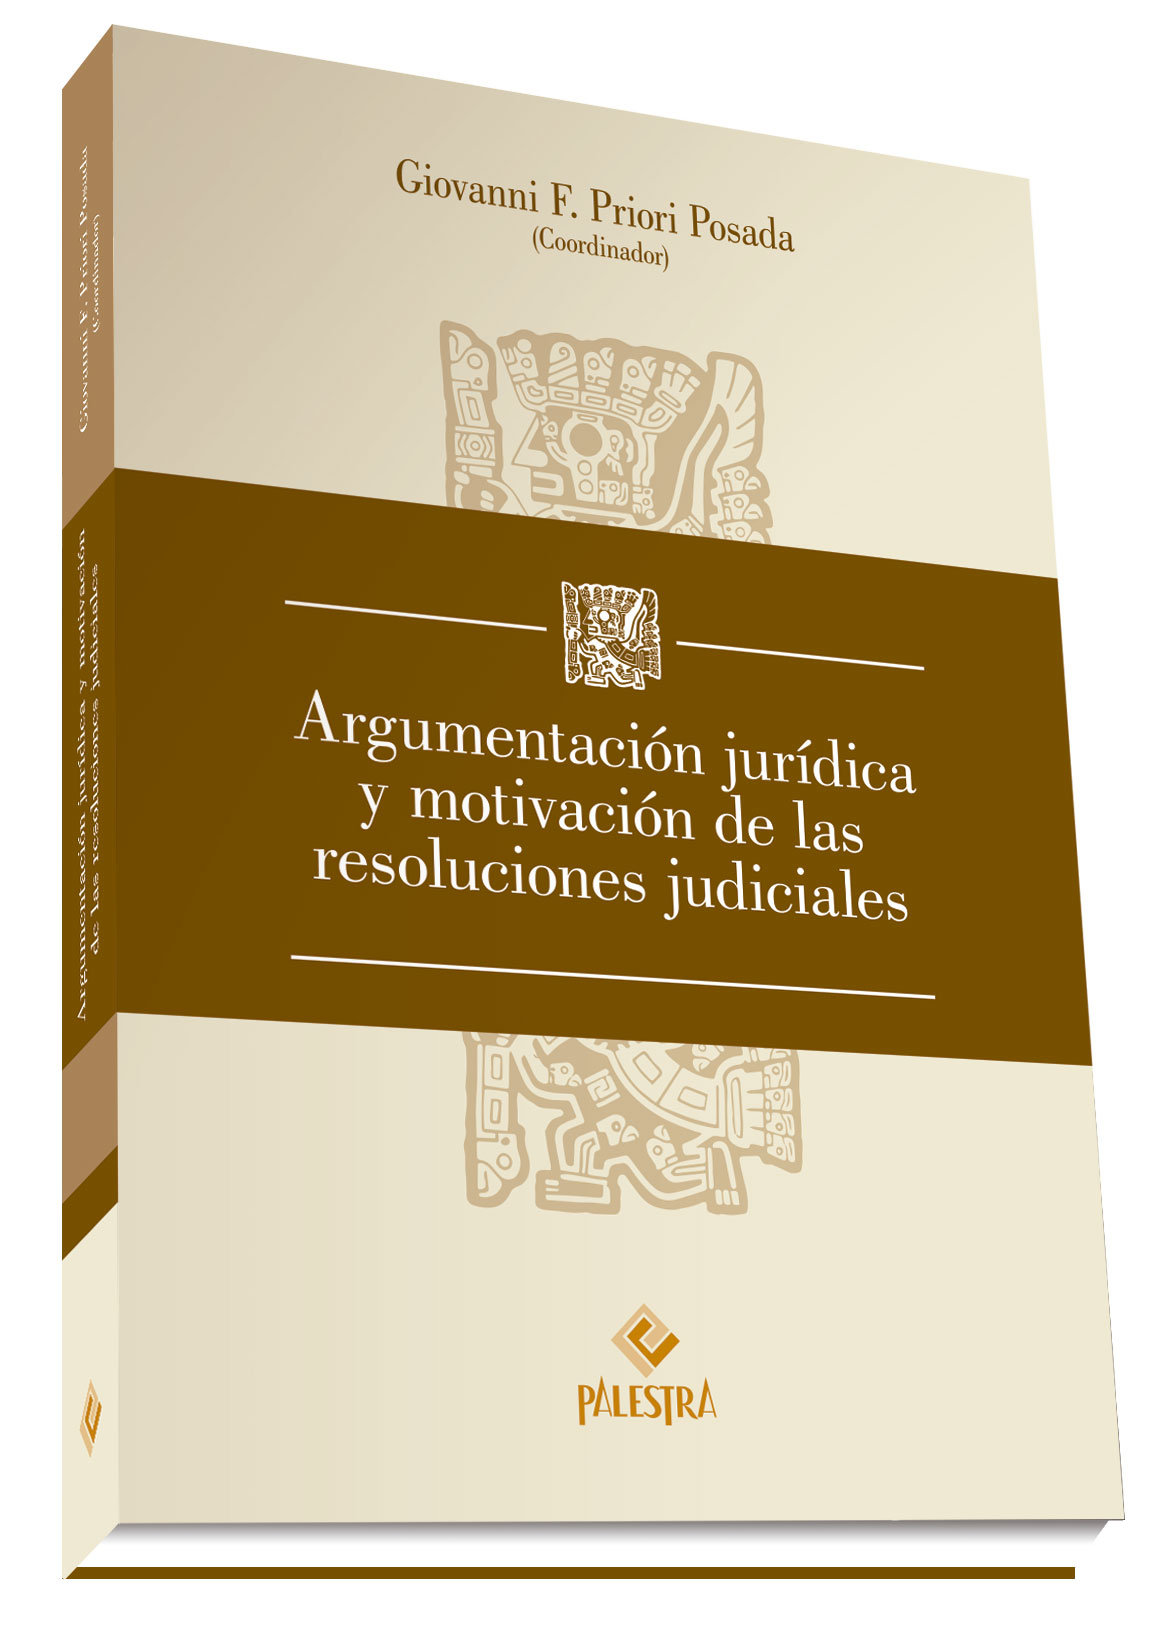 Giovanni F. Priori Posada
(Coordinador)
Argumentación jurídica
y motivación de las
resoluciones judiciales
PALESTRA
Giovanni F. Priori Posada
(Coordinador)
Argumentación jurídica y motivación
de las resoluciones judiciales